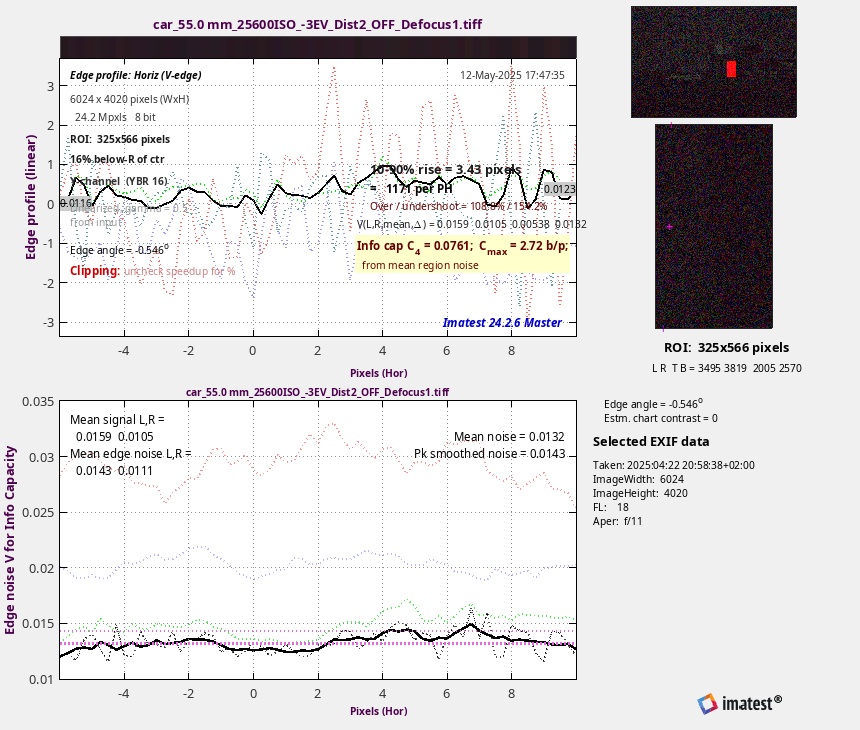 car_55.0 mm_25600ISO_-3EV_Dist2_OFF_Defocus1.tiff
Edge profile: Horiz (V-edge)
12-May-2025 17:47:35
6024 x 4020 pixels (WxH)
24.2 Mpxls 8 bit
ROI: 325x566 pixels
16% below-R of ctr
Y-channel (YBR 16)
from input
Edge angle = -0.546o
Clipping: uncheck speedup for %
10-90% rise = 3.43 pixels
= 1171 per PH
Over / undershoot = 108.8% / 154.2%
V(L,R,mean,Δ) = 0.0159 0.0105 0.00538 0.0132
Info cap C4 = 0.0761; Cmax = 2.72 b/p;
from mean region noise
Imatest 24.2.6 Master
0.0116
0.0123
Edge profile (linear)
3
2
1
0
-1
-2
-3
-4 -2 0 2 4 6 8
Pixels (Hor)
ROI: 325x566 pixels
L R T B = 3495 3819 2005 2570
car_55.0 mm_25600ISO_-3EV_Dist2_OFF_Defocus1.tiff
Mean signal L,R =
0.0159 0.0105
Mean edge noise L,R =
0.0143 0.0111
Mean noise = 0.0132
Pk smoothed noise = 0.0143
Edge noise V for Info Capacity
0.035
0.03
0.025
0.02
0.015
0.01
-4 -2 0 2 4 6 8
Pixels (Hor)
Edge angle = -0.546o
Estm. chart contrast = 0
Selected EXIF data
Taken: 2025:04:22 20:58:38+02:00
ImageWidth: 6024
ImageHeight: 4020
FL: 18
Aper: f/11
imatest®